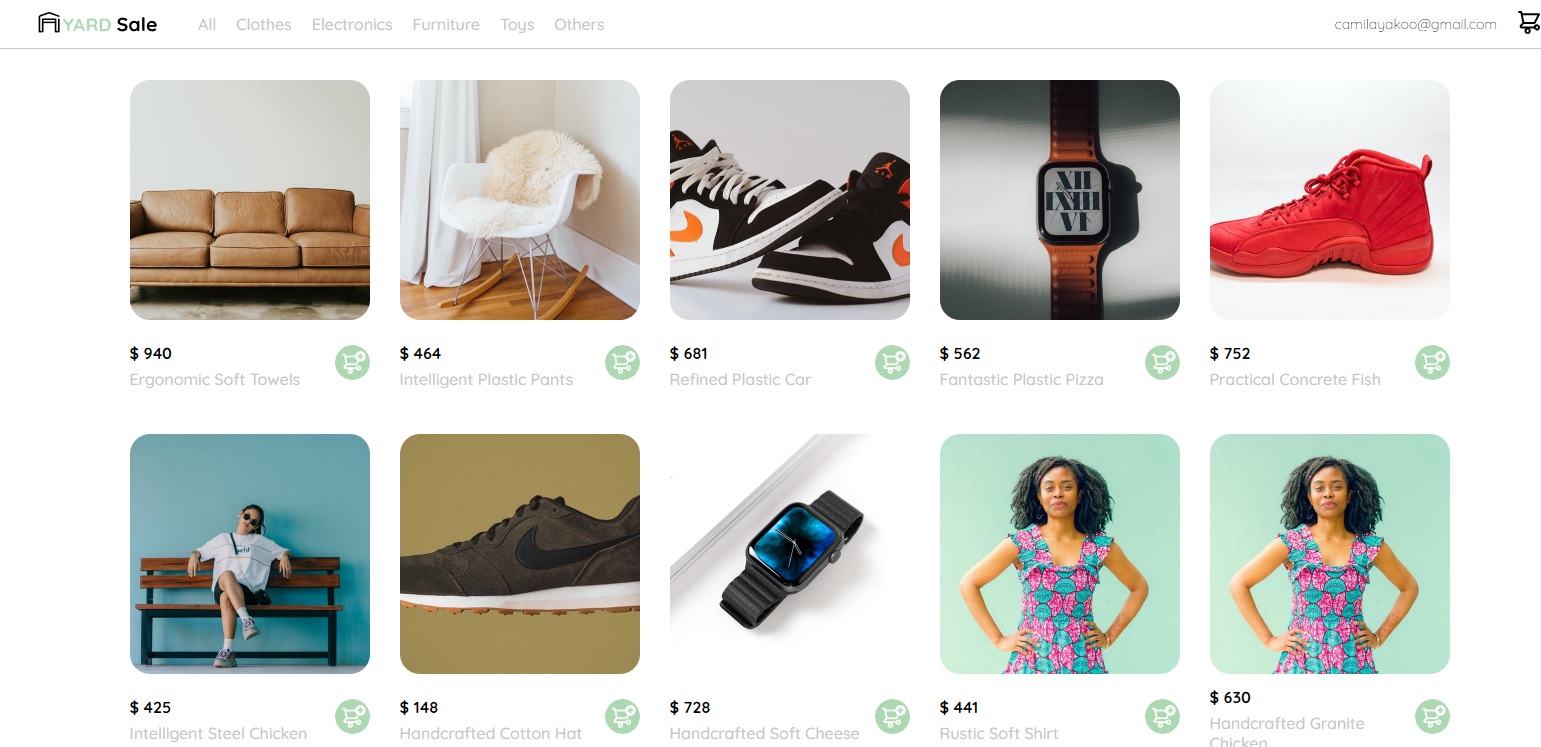 YARD Sale All Clothes Electronics Furniture Toys Others camilayakoo@gmail.com
$ 940 $ 464 $ 681 $ 562 $ 752
Ergonomic Soft Towels Intelligent Plastic Pants Refined Plastic Car Fantastic Plastic Pizza Practical Concrete Fish
$ 425 $ 148 $ 728 $ 441 $ 630
Intelligent Steel Chicken Handcrafted Cotton Hat Handcrafted Soft Cheese Rustic Soft Shirt Handcrafted Granite
Chicken